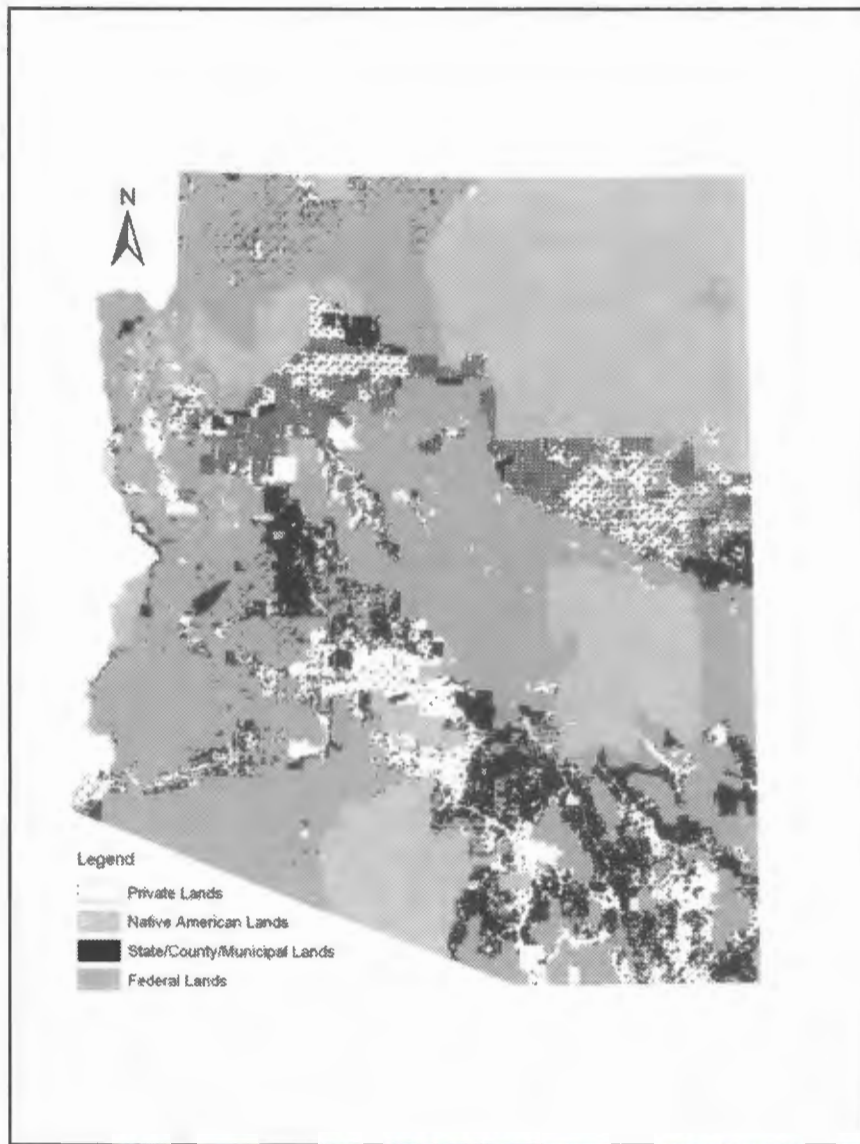 N
Legend
Private Lands
Native American Lands
State/County/Municipal Lands
Federal Lands